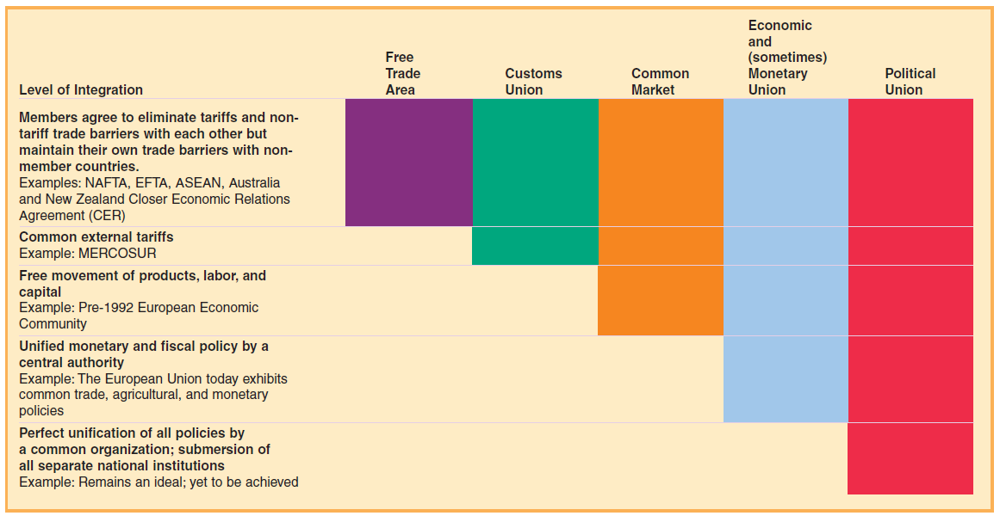 Level of Integration
Free
Trade
Area
Customs
Union
Common
Market
Economic
and
(sometimes)
Monetary
Union
Political
Union
Members agree to eliminate tariffs and non-
tariff trade barriers with each other but
maintain their own trade barriers with non-
member countries.
Examples: NAFTA, EFTA, ASEAN, Australia
and New Zealand Closer Economic Relations
Agreement (CER)
Common external tariffs
Example: MERCOSUR
Free movement of products, labor, and
capital
Example: Pre-1992 European Economic
Community
Unified monetary and fiscal policy by a
central authority
Example: The European Union today exhibits
common trade, agricultural, and monetary
policies
Perfect unification of all policies by
a common organization; submersion of
all separate national institutions
Example: Remains an ideal; yet to be achieved